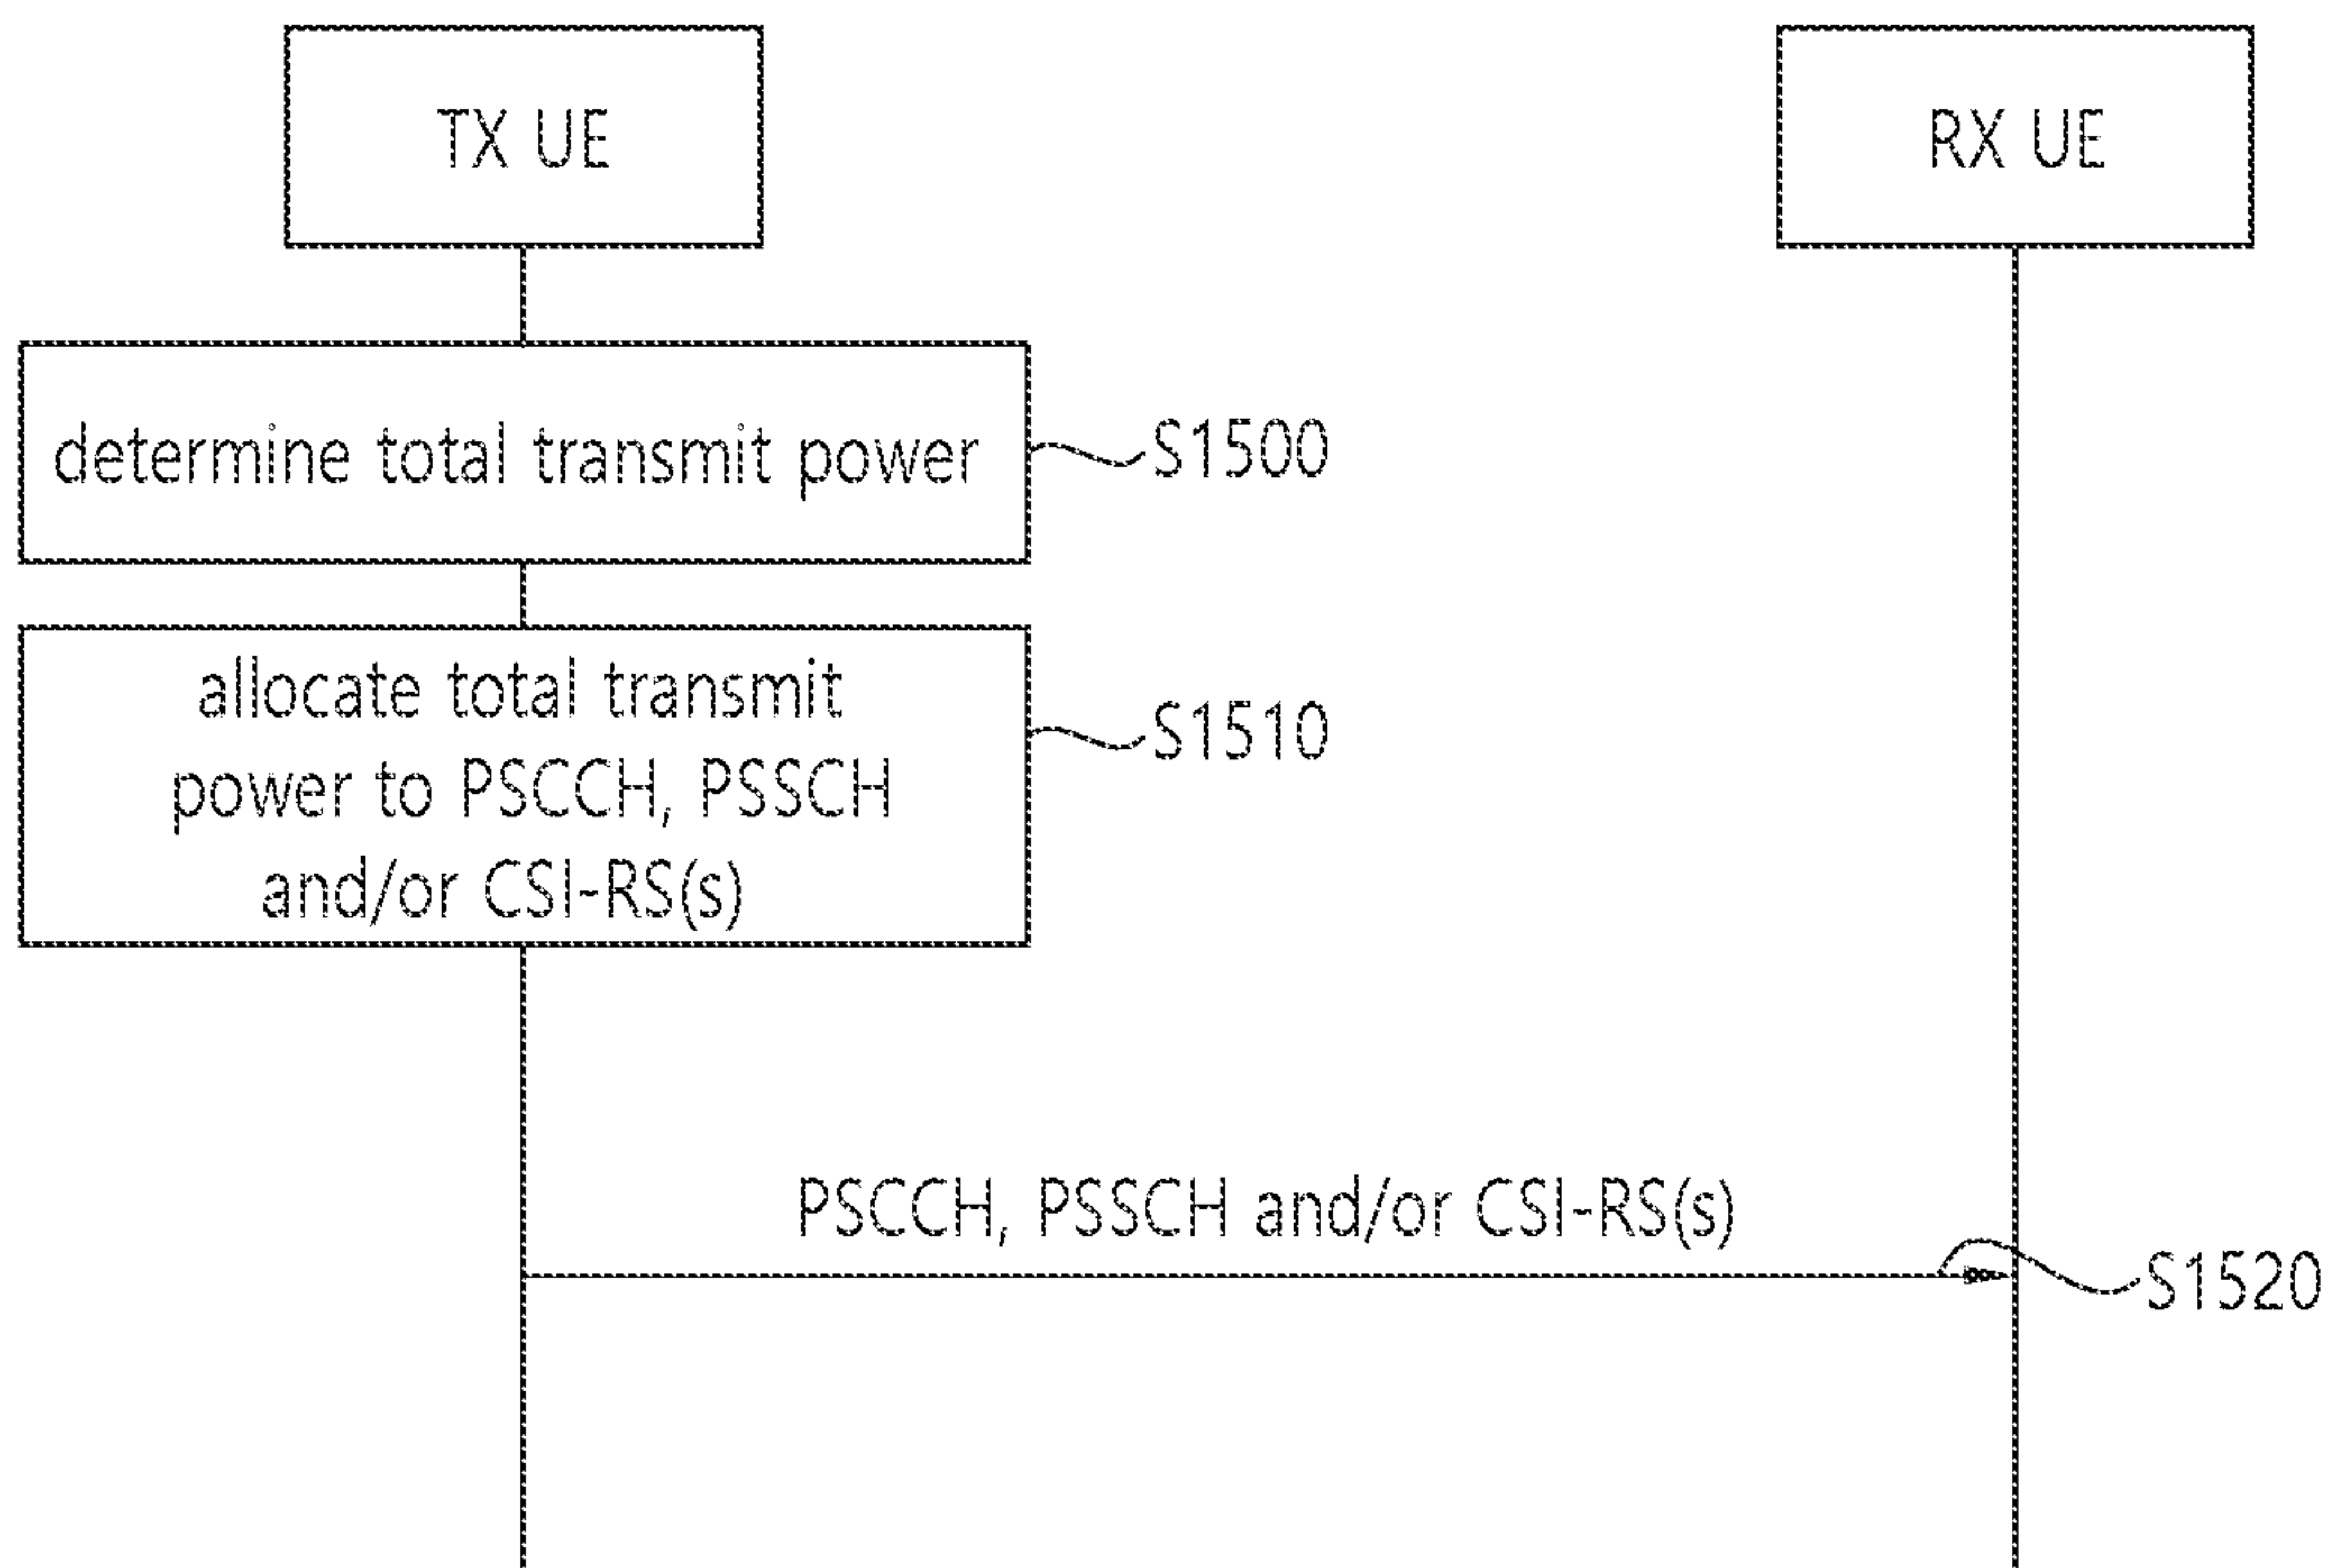 TX UE
RX UE
determine total transmit power
S1500
allocate total transmit
power to PSCCH, PSSCH
and/or CSI-RS(s)
S1510
PSCCH, PSSCH and/or CSI-RS(s)
S1520